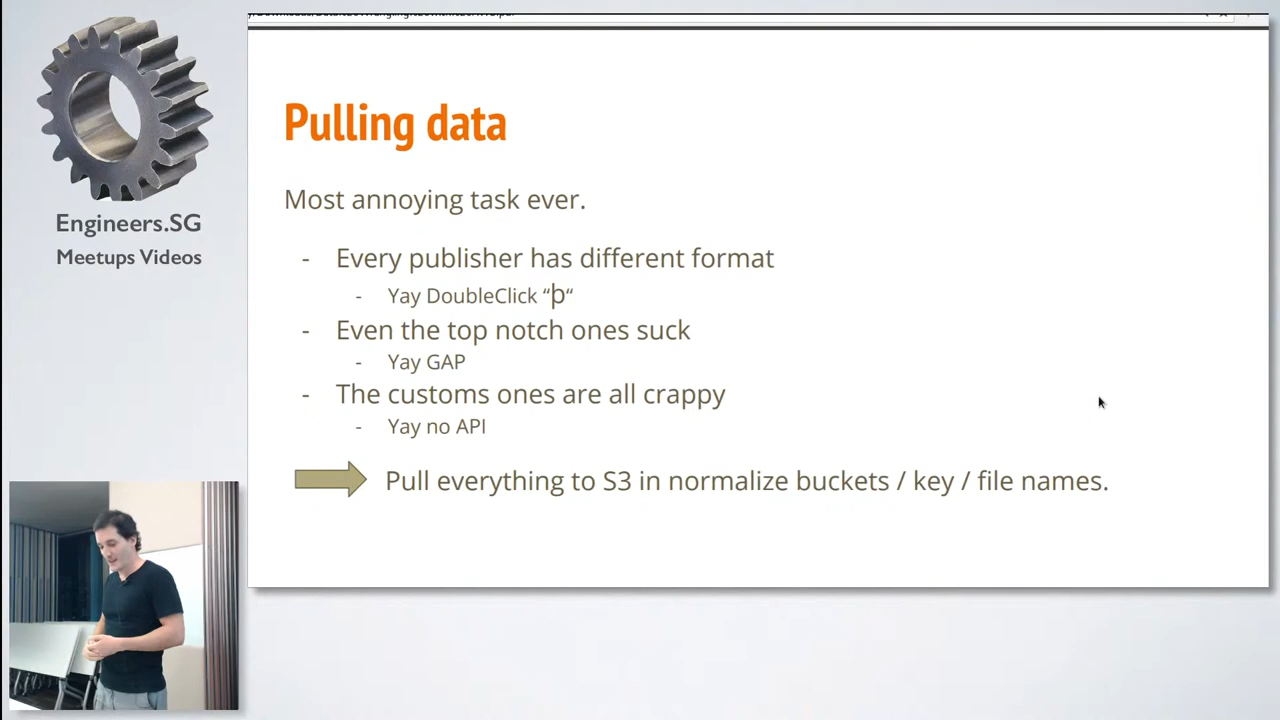 Engineers.SG
Meetups Videos
Pulling data
Most annoying task ever.
- Every publisher has different format
- Yay DoubleClick “þ“
- Even the top notch ones suck
- Yay GAP
- The customs ones are all crappy
- Yay no API
Pull everything to S3 in normalize buckets / key / file names.